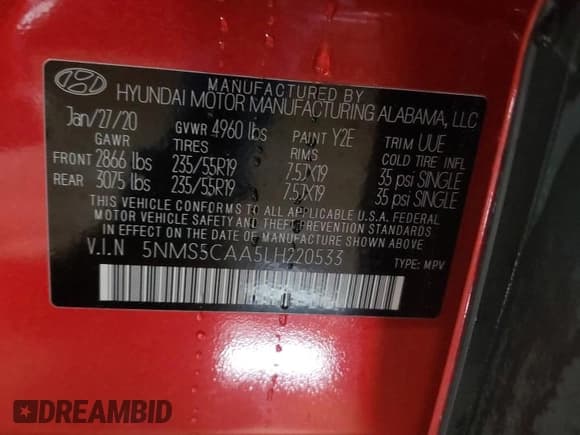 MANUFACTURED BY
HYUNDAI MOTOR MANUFACTURING ALABAMA, LLC
Jan/27/20 GVWR 4960 lbs PAINT Y2E TRIM UUE
GAWR TIRES RIMS COLD TIRE INFL
FRONT 2866 lbs 235/55R19 7.5JX19 35 psi SINGLE
REAR 3075 lbs 235/55R19 7.5JX19 35 psi SINGLE
THIS VEHICLE CONFORMS TO ALL APPLICABLE U.S.A. FEDERAL
MOTOR VEHICLE SAFETY AND THEFT PREVENTION STANDARDS
IN EFFECT ON THE DATE OF MANUFACTURE SHOWN ABOVE.
V.I.N 5NMS5CAA5LH220533 TYPE: MPV
DREAMBID